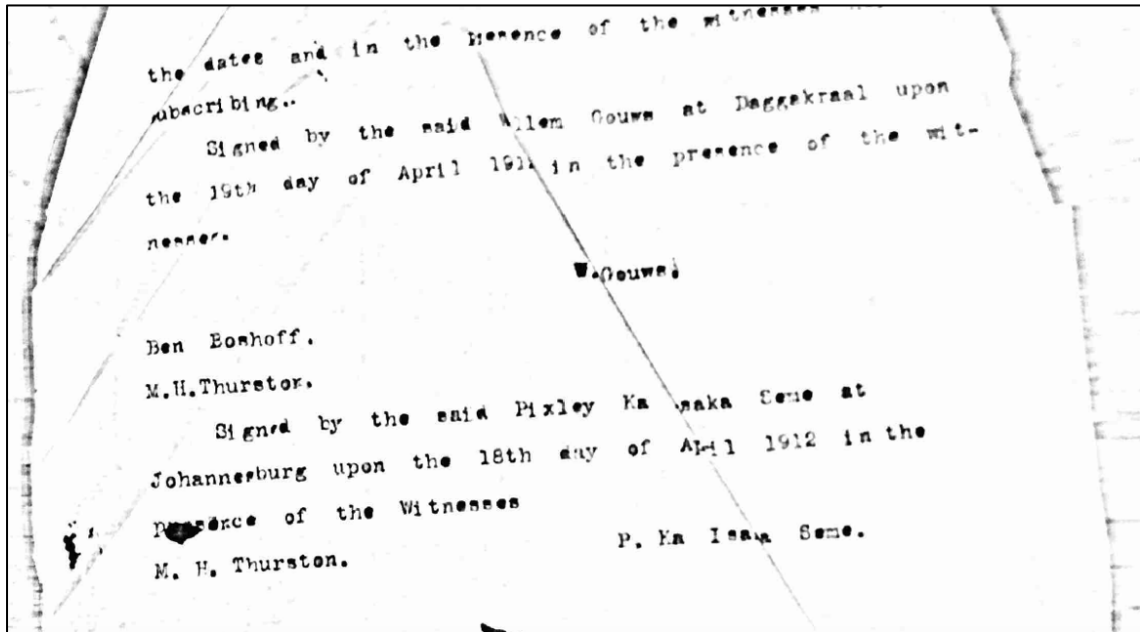 the dates and in the presence of the witnesses
subscribing..
Signed by the said Willem Gouws at Daggakraal upon
the 19th day of April 1912 in the presence of the wit-
nesses.
W.Gouws.
Ben Boshoff.
M.H.Thurston.
Signed by the said Pixley Ka Isaka Seme at
Johannesburg upon the 18th day of April 1912 in the
presence of the Witnesses
P. Ka Isaka Seme.
M. H. Thurston.